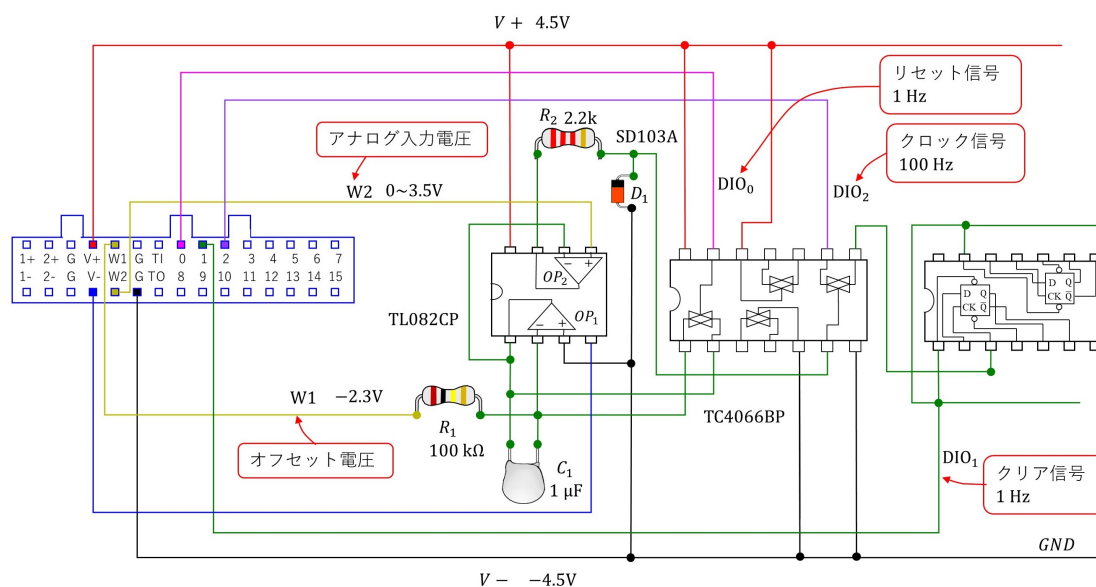 V+ 4.5V
リセット信号
1 Hz
R2 2.2k
SD103A
アナログ入力電圧
クロック信号
100 Hz
W2 0~3.5V
DIO0
DIO2
D1
1+ 2+ G V+ W1 G TI 0 1 2 3 4 5 6 7
1- 2- G V- W2 G TO 8 9 10 11 12 13 14 15
− +
OP2
OP1
− +
D Q
CK Q̅
D Q
CK Q̅
TL082CP
W1 −2.3V
R1
100 kΩ
TC4066BP
オフセット電圧
C1
1 μF
DIO1
クリア信号
1 Hz
GND
V− −4.5V